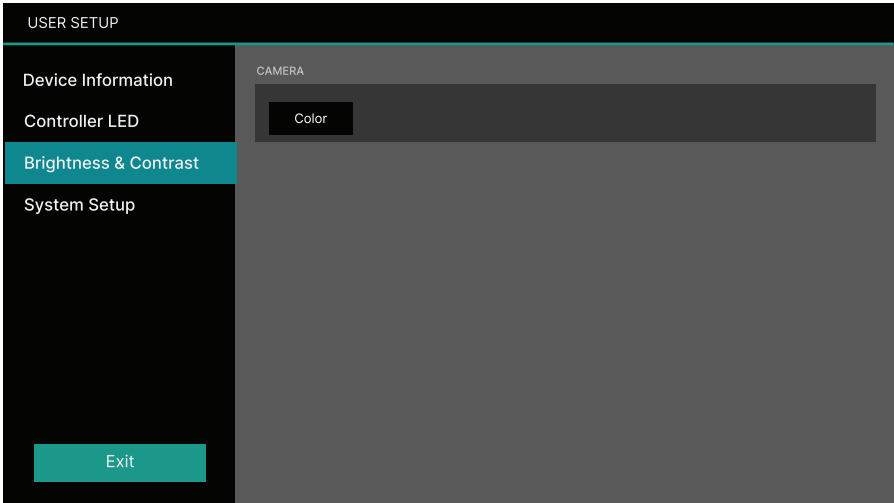 USER SETUP
Device Information
Controller LED
Brightness & Contrast
System Setup
Exit
CAMERA
Color